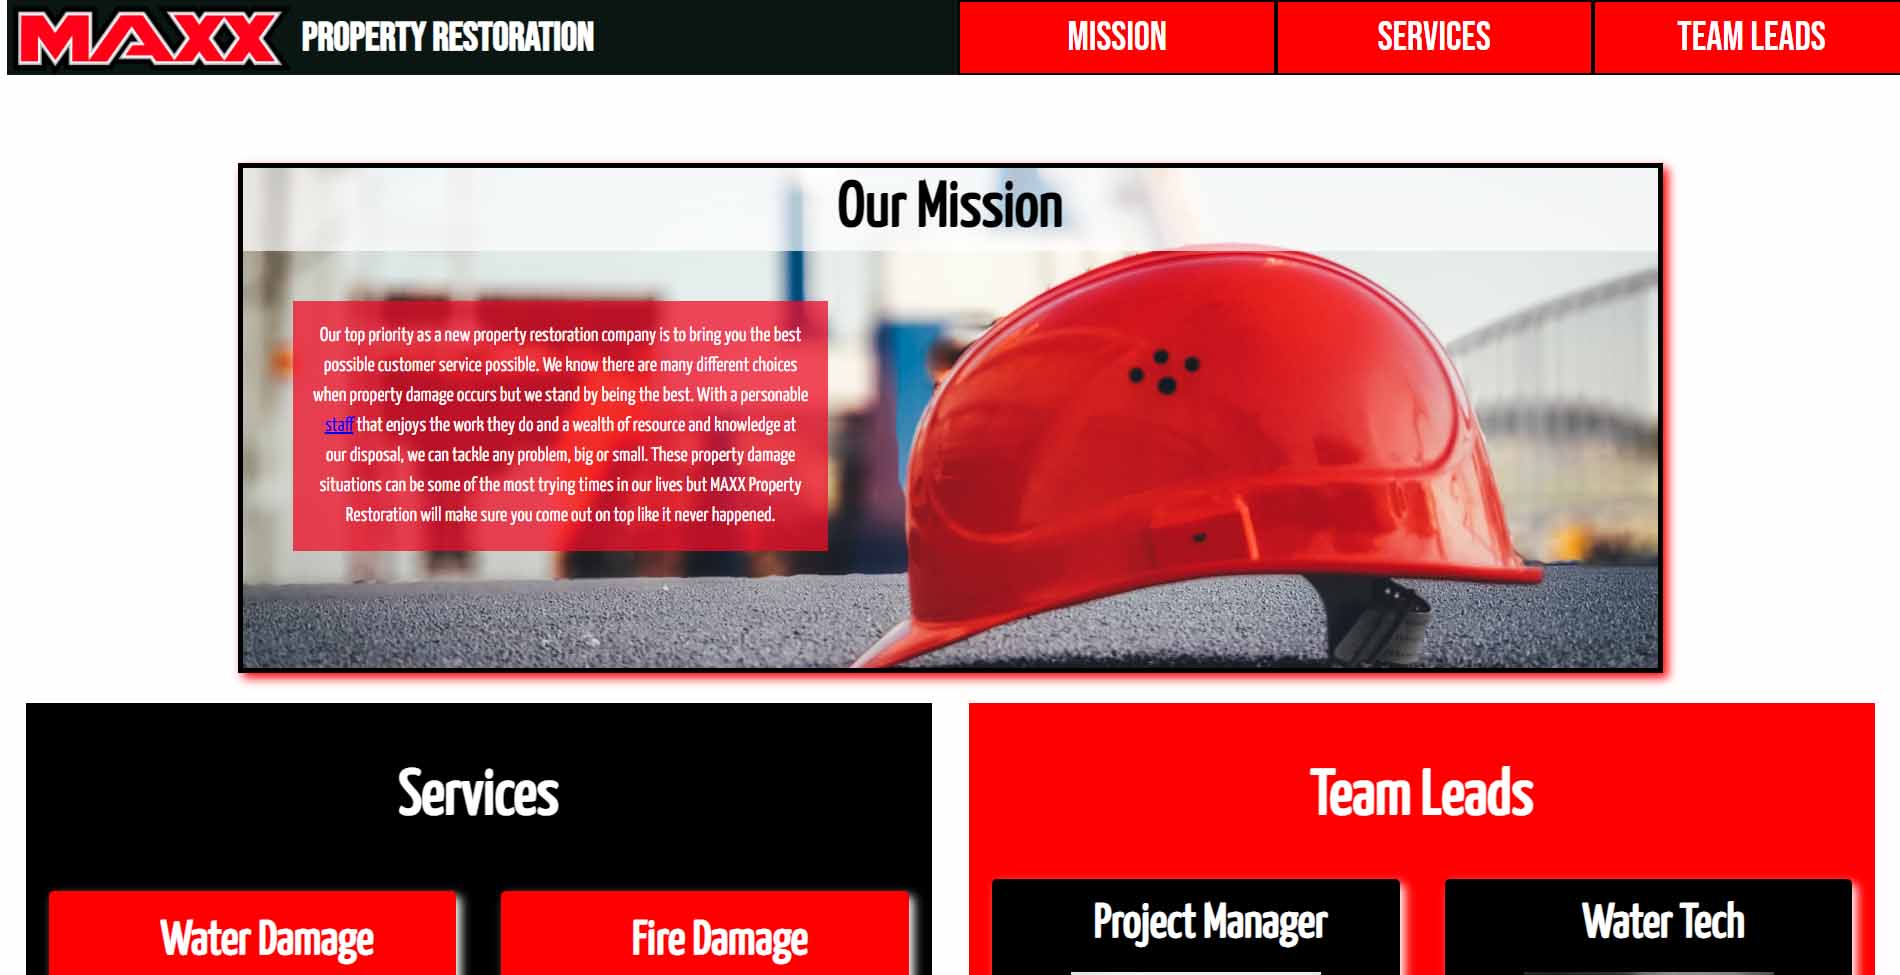 MAXX PROPERTY RESTORATION MISSION SERVICES TEAM LEADS
Our Mission
Our top priority as a new property restoration company is to bring you the best
possible customer service possible. We know there are many different choices
when property damage occurs but we stand by being the best. With a personable
staff that enjoys the work they do and a wealth of resource and knowledge at
our disposal, we can tackle any problem, big or small. These property damage
situations can be some of the most trying times in our lives but MAXX Property
Restoration will make sure you come out on top like it never happened.
Services
Water Damage
Fire Damage
Team Leads
Project Manager
Water Tech